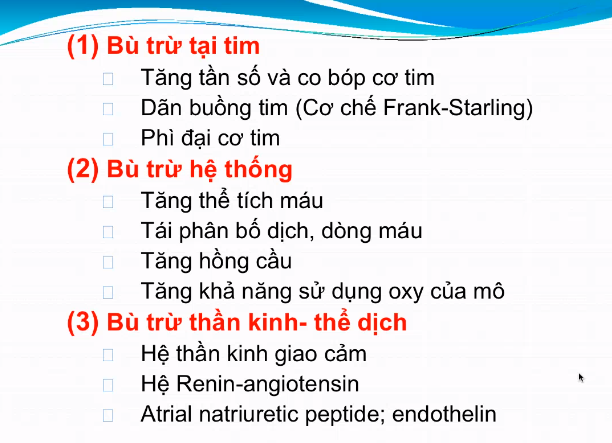 (1) Bù trừ tại tim
Tăng tần số và co bóp cơ tim
Dãn buồng tim (Cơ chế Frank-Starling)
Phì đại cơ tim
(2) Bù trừ hệ thống
Tăng thể tích máu
Tái phân bố dịch, dòng máu
Tăng hồng cầu
Tăng khả năng sử dụng oxy của mô
(3) Bù trừ thần kinh- thể dịch
Hệ thần kinh giao cảm
Hệ Renin-angiotensin
Atrial natriuretic peptide; endothelin